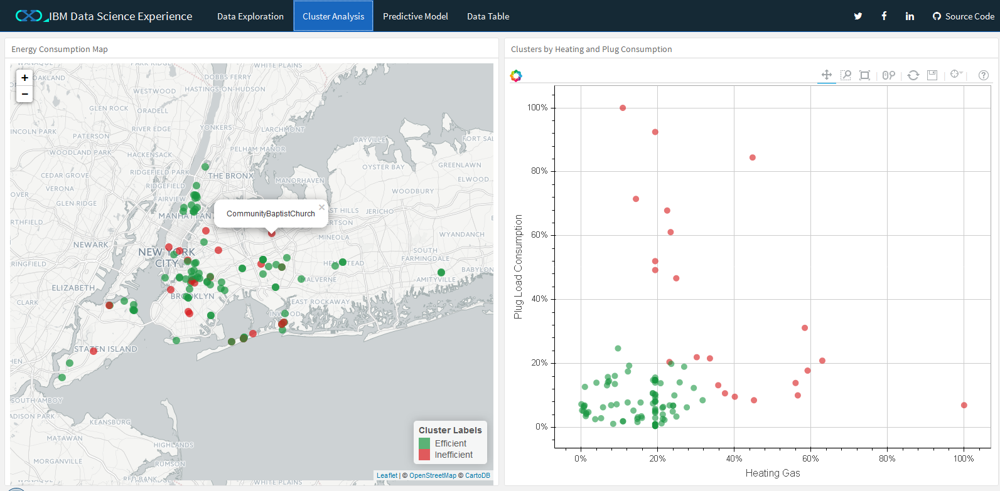 IBM Data Science Experience
Data Exploration
Cluster Analysis
Predictive Model
Data Table
Source Code
Energy Consumption Map
Clusters by Heating and Plug Consumption
+
−
WHITE PLAINS
OAKLAND
DOBBS FERRY
WHITE PLAINS
WESTWOOD
HASTINGS-ON-HUDSON
GLEN ROCK
ORADELL
INCOLN PARK
PATERSON
RIVER EDGE
YONKERS
LARCHMONT
BAYVILLE
FORT SAL
WOODLAND PARK
HACKENSACK
PELHAM MANOR
CEDAR GROVE
RIDGEFIELD PARK
THE BRONX
OYSTER BAY
GREENLAWN
VERONA
RIDGEFIELD
MANORHAVEN
ELWOOD
OVER
GLEN RIDGE
FAIRVIEW
WOODBURY
MANHATTAN
CommunityBaptistChurch
×
ST HILLS
JERICHO
RTHFIELD
ERTSON
NEWARK
MINEOLA
WYANDANCH
NEW YORK
CITY
SOUTH
FARMINGDALE
RINGFIELD
HEMPSTEAD
BABYLON
ELIZABETH
MALVERNE
AMITYVILLE
CLARK
BROOKLYN
EAST ROCKAWAY
INWOOD
STATEN ISLAND
HEN
SOUTH AMBOY
ADISON PARK
KEANSBURG
MATAWAN
HIGHLANDS
MORGANVILLE
RUMSON
RED BANK
Cluster Labels
Efficient
Inefficient
Leaflet | © OpenStreetMap © CartoDB
Plug Load Consumption
100%
80%
60%
40%
20%
0%
0%
20%
40%
60%
80%
100%
Heating Gas